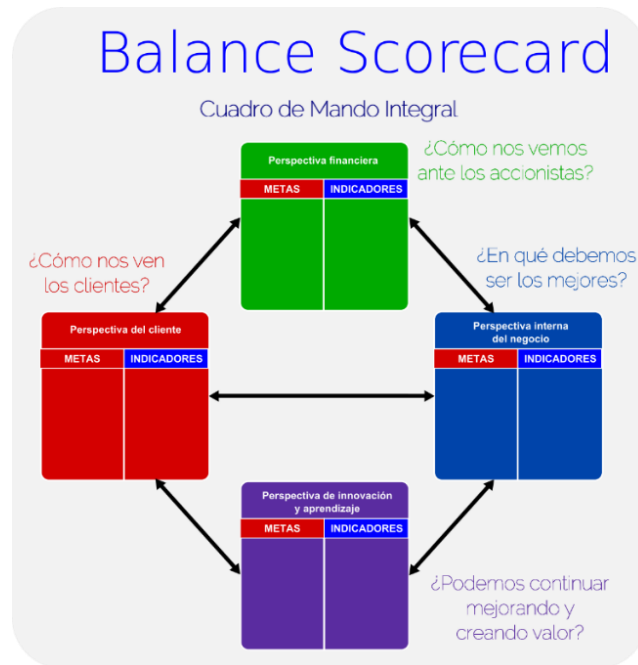 Balance Scorecard
Cuadro de Mando Integral
Perspectiva financiera
METAS INDICADORES
¿Cómo nos vemos
ante los accionistas?
¿Cómo nos ven
los clientes?
¿En qué debemos
ser los mejores?
Perspectiva del cliente
METAS INDICADORES
Perspectiva interna
del negocio
METAS INDICADORES
Perspectiva de innovación
y aprendizaje
METAS INDICADORES
¿Podemos continuar
mejorando y
creando valor?